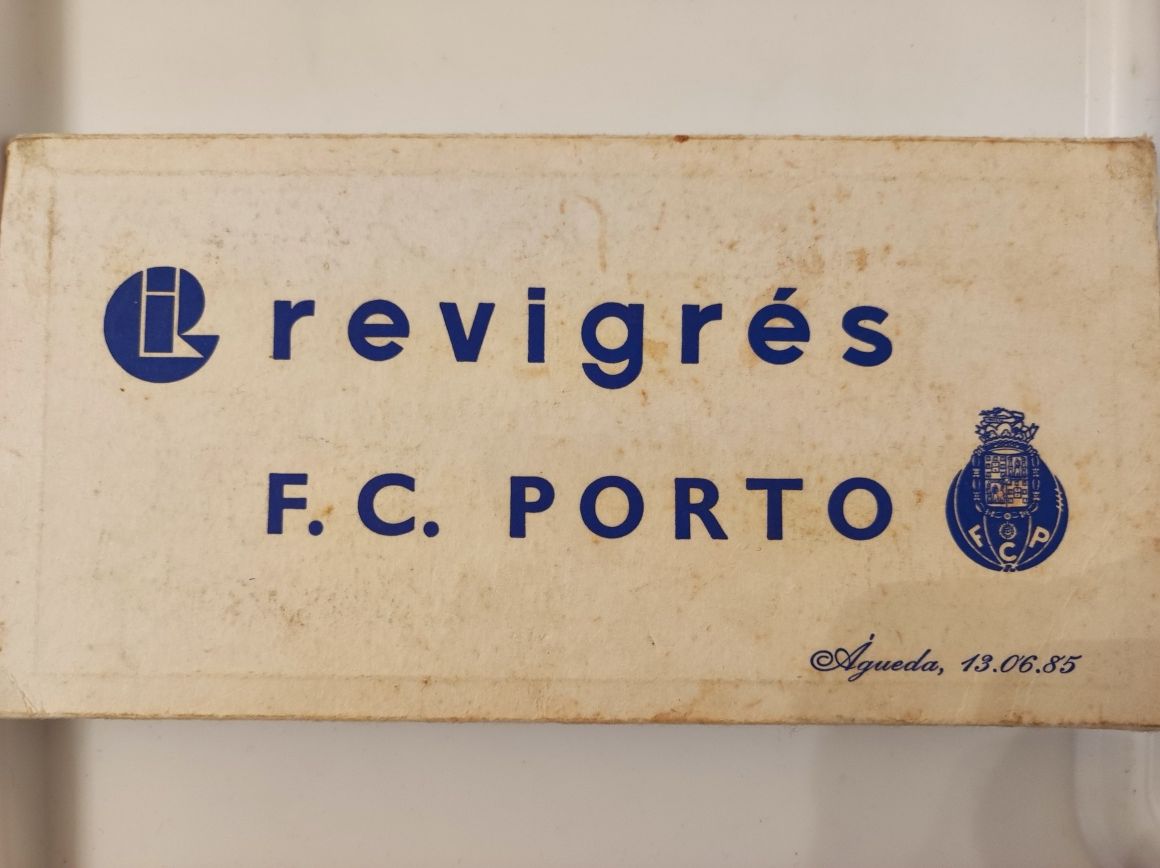 revigrés
F. C. PORTO
F C P
Águeda, 13.06.85